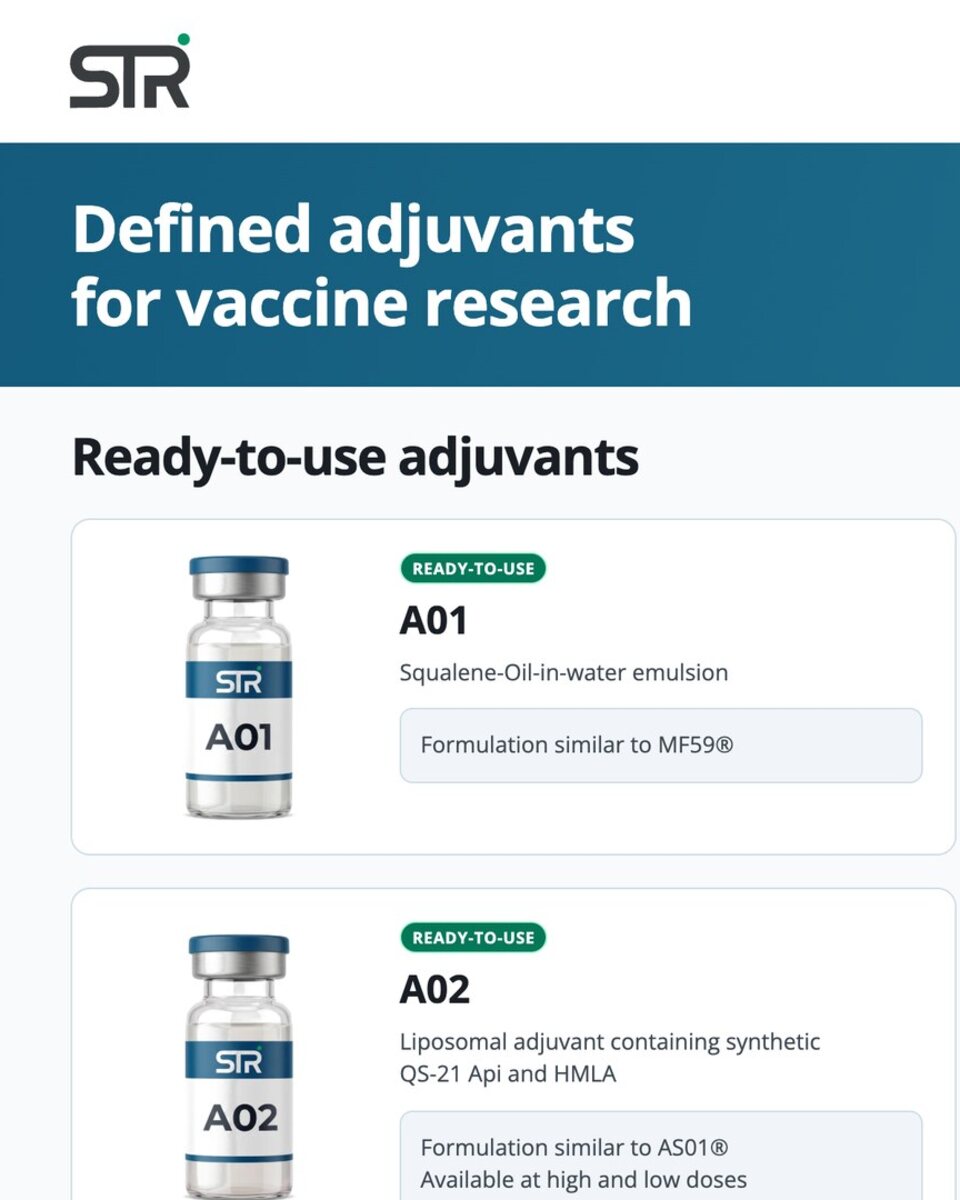 STR
Defined adjuvants
for vaccine research
Ready-to-use adjuvants
READY-TO-USE
A01
Squalene-Oil-in-water emulsion
Formulation similar to MF59®
STR
A01
READY-TO-USE
A02
Liposomal adjuvant containing synthetic
QS-21 Api and HMLA
Formulation similar to AS01®
Available at high and low doses
STR
A02